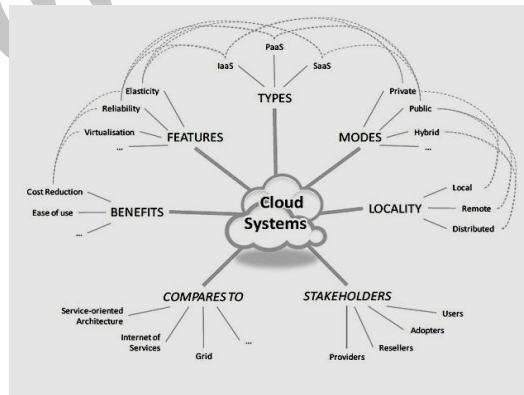 PaaS
IaaS
SaaS
TYPES
Elasticity
Reliability
Virtualisation
...
FEATURES
Private
Public
Hybrid
...
MODES
Cost Reduction
Ease of use
...
BENEFITS
Cloud
Systems
LOCALITY
Local
Remote
Distributed
COMPARES TO
Service-oriented
Architecture
Internet of
Services
Grid
...
STAKEHOLDERS
Users
Adopters
Resellers
Providers